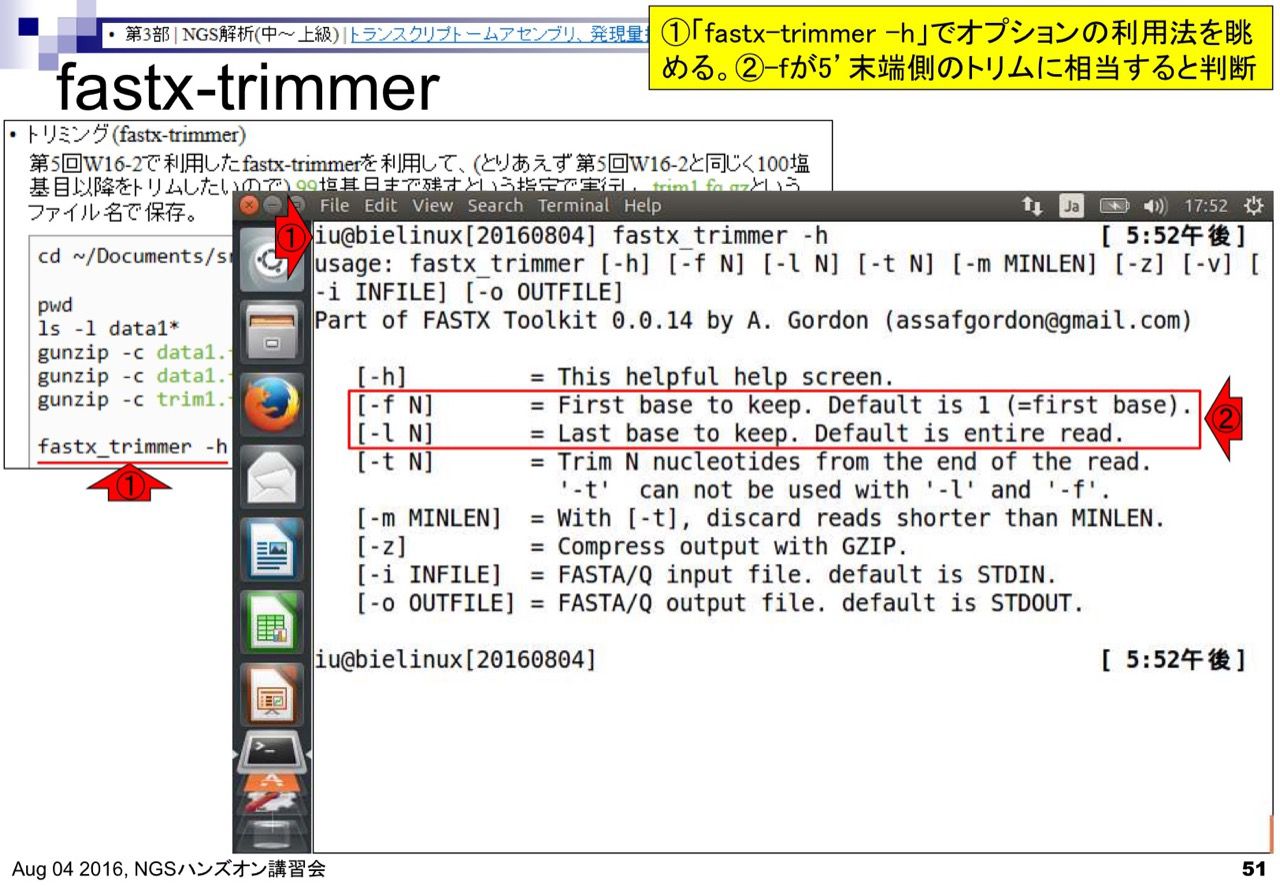 • 第3部 | NGS解析(中～上級) | トランスクリプトームアセンブリ、発現量
①「fastx-trimmer -h」でオプションの利用法を眺
める。②-fが5’末端側のトリムに相当すると判断
fastx-trimmer
• トリミング(fastx-trimmer)
第5回W16-2で利用したfastx-trimmerを利用して、(とりあえず第5回W16-2と同じく100塩
基目以降をトリムしたいので) 99塩基目まで残すという指定で実行し、trim1.fq.gzという
ファイル名で保存。
cd ~/Documents/sr
pwd
ls -l data1*
gunzip -c data1.
gunzip -c data1.
gunzip -c trim1.
fastx_trimmer -h
①
File Edit View Search Terminal Help
Ja
17:52
①
iu@bielinux[20160804] fastx_trimmer -h [ 5:52午後]
usage: fastx_trimmer [-h] [-f N] [-l N] [-t N] [-m MINLEN] [-z] [-v] [
-i INFILE] [-o OUTFILE]
Part of FASTX Toolkit 0.0.14 by A. Gordon (assafgordon@gmail.com)
[-h] = This helpful help screen.
[-f N] = First base to keep. Default is 1 (=first base).
[-l N] = Last base to keep. Default is entire read.
②
[-t N] = Trim N nucleotides from the end of the read.
'-t' can not be used with '-l' and '-f'.
[-m MINLEN] = With [-t], discard reads shorter than MINLEN.
[-z] = Compress output with GZIP.
[-i INFILE] = FASTA/Q input file. default is STDIN.
[-o OUTFILE] = FASTA/Q output file. default is STDOUT.
iu@bielinux[20160804] [ 5:52午後]
Aug 04 2016, NGSハンズオン講習会
51